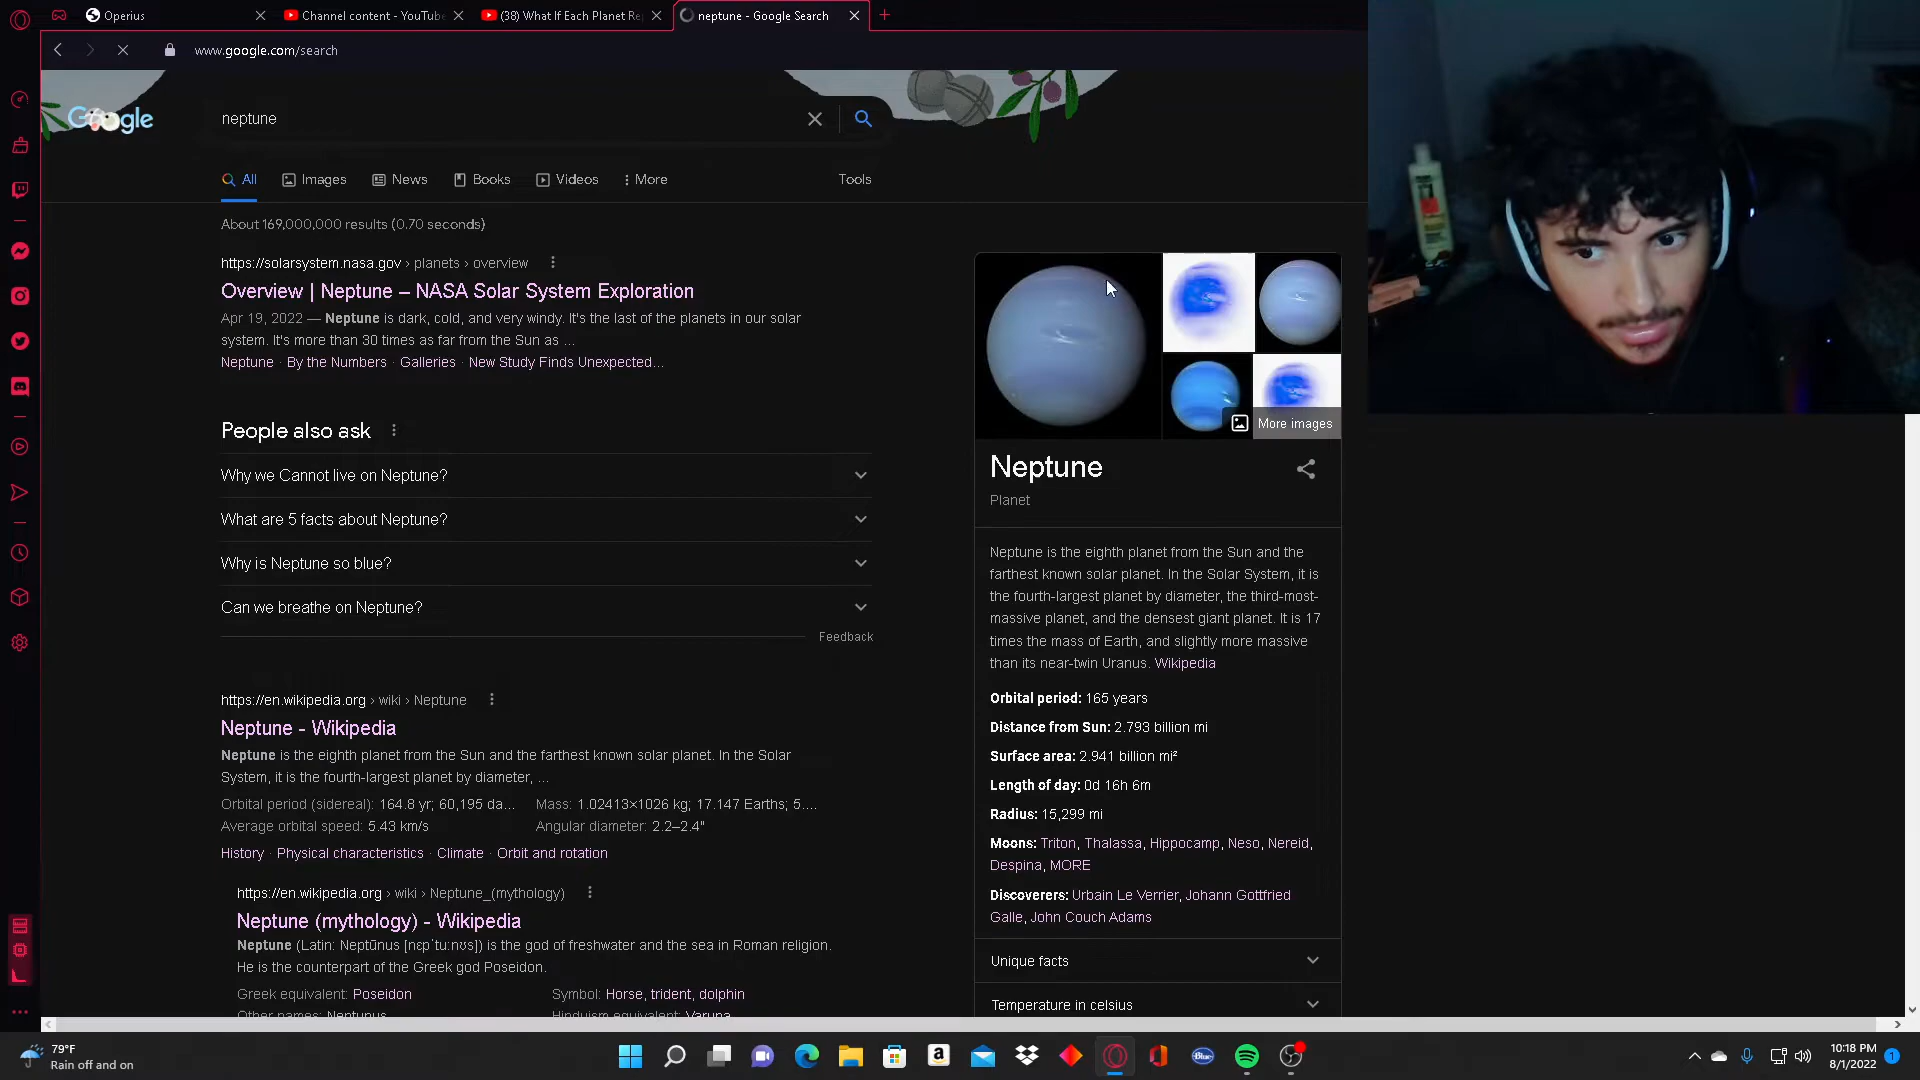 Operius
Channel content - YouTube
(38) What If Each Planet Re
neptune - Google Search
www.google.com/search
Google
neptune
All
Images
News
Books
Videos
More
Tools
About 169,000,000 results (0.70 seconds)
https://solarsystem.nasa.gov › planets › overview
Overview | Neptune – NASA Solar System Exploration
Apr 19, 2022 — Neptune is dark, cold, and very windy. It's the last of the planets in our solar
system. It's more than 30 times as far from the Sun as ...
Neptune · By the Numbers · Galleries · New Study Finds Unexpected...
People also ask
Why we Cannot live on Neptune?
What are 5 facts about Neptune?
Why is Neptune so blue?
Can we breathe on Neptune?
Feedback
https://en.wikipedia.org › wiki › Neptune
Neptune - Wikipedia
Neptune is the eighth planet from the Sun and the farthest known solar planet. In the Solar
System, it is the fourth-largest planet by diameter, ...
Orbital period (sidereal): 164.8 yr; 60,195 da...
Mass: 1.02413×1026 kg; 17.147 Earths; 5....
Average orbital speed: 5.43 km/s
Angular diameter: 2.2–2.4"
History · Physical characteristics · Climate · Orbit and rotation
https://en.wikipedia.org › wiki › Neptune_(mythology)
Neptune (mythology) - Wikipedia
Neptune (Latin: Neptūnus [nɛpˈtuːnʊs]) is the god of freshwater and the sea in Roman religion.
He is the counterpart of the Greek god Poseidon.
Greek equivalent: Poseidon
Symbol: Horse, trident, dolphin
Other names: Neptunus
Hinduism equivalent: Varuna
More images
Neptune
Planet
Neptune is the eighth planet from the Sun and the
farthest known solar planet. In the Solar System, it is
the fourth-largest planet by diameter, the third-most-
massive planet, and the densest giant planet. It is 17
times the mass of Earth, and slightly more massive
than its near-twin Uranus. Wikipedia
Orbital period: 165 years
Distance from Sun: 2.793 billion mi
Surface area: 2.941 billion mi²
Length of day: 0d 16h 6m
Radius: 15,299 mi
Moons: Triton, Thalassa, Hippocamp, Neso, Nereid,
Despina, MORE
Discoverers: Urbain Le Verrier, Johann Gottfried
Galle, John Couch Adams
Unique facts
Temperature in celsius
79°F
Rain off and on
Blue
10:18 PM
8/1/2022
1